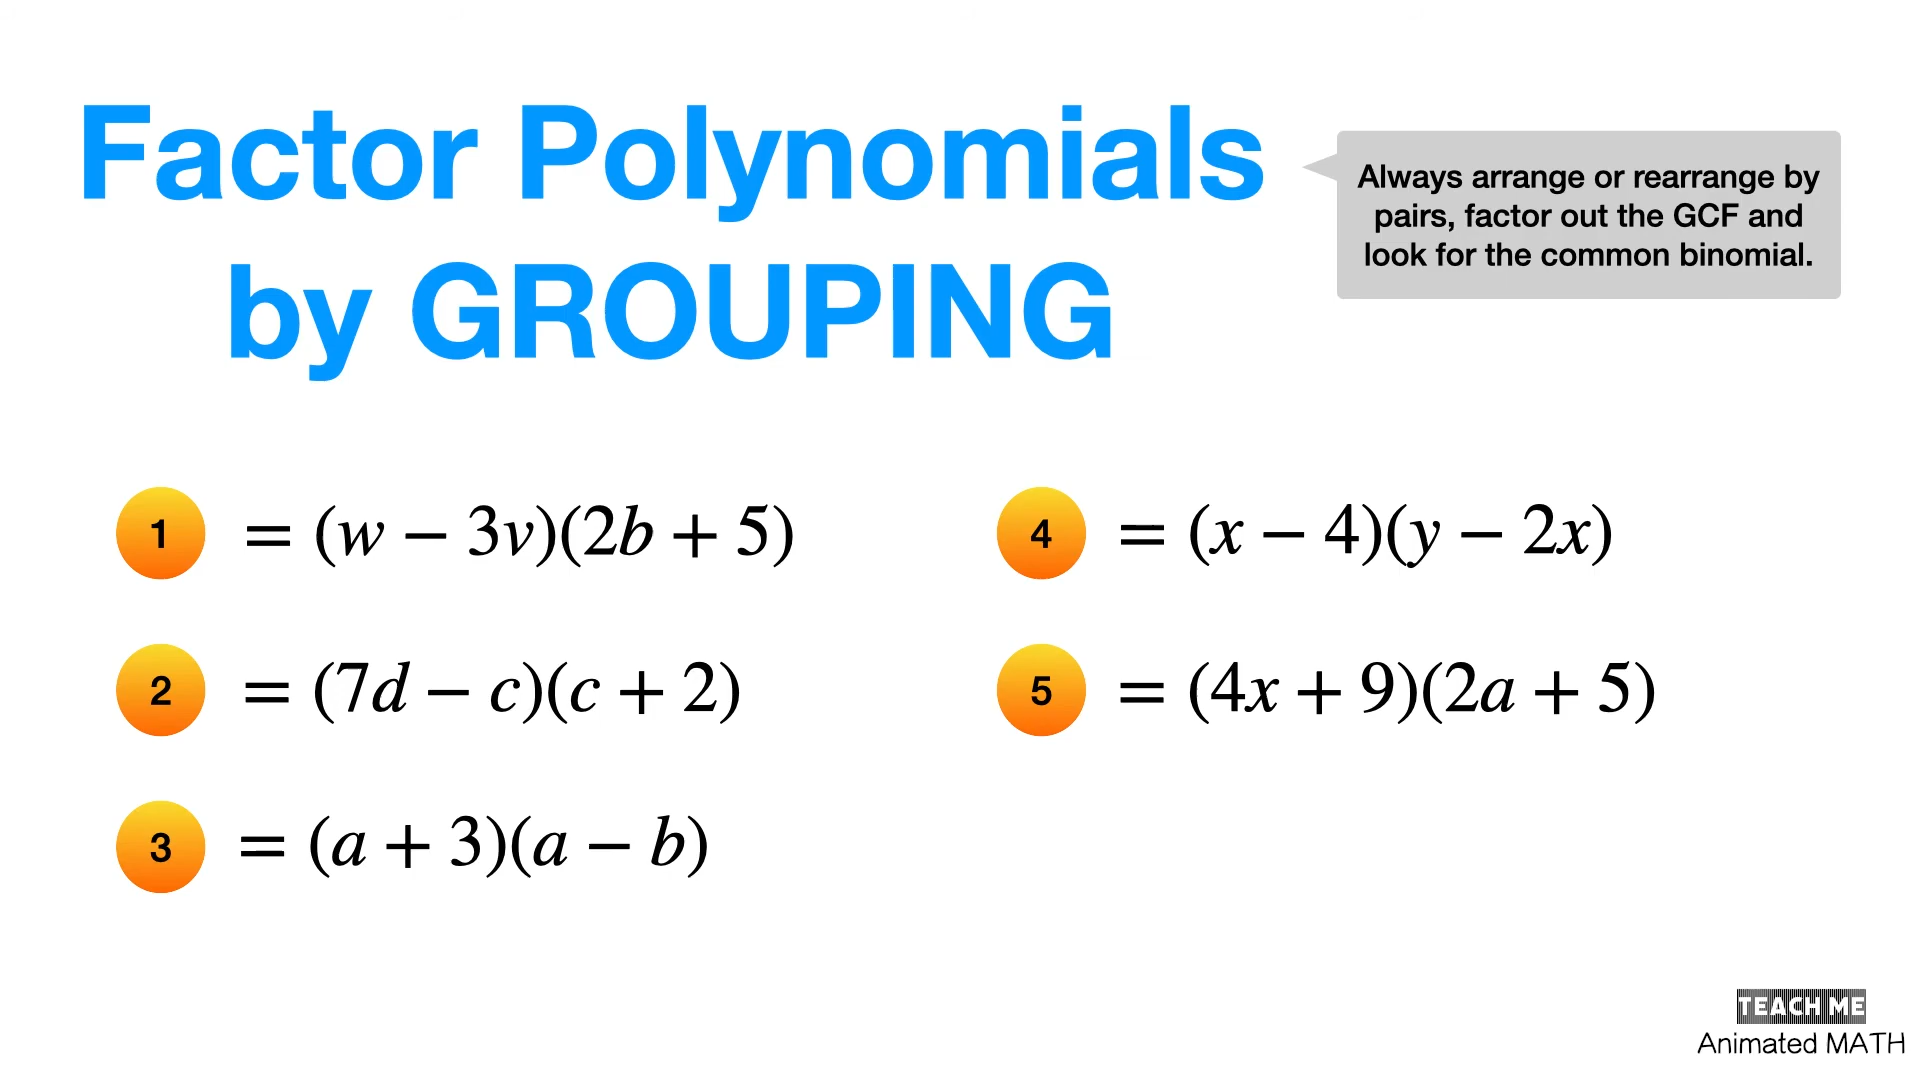 Factor Polynomials
by GROUPING
Always arrange or rearrange by
pairs, factor out the GCF and
look for the common binomial.
1 = (w − 3v)(2b + 5)
2 = (7d − c)(c + 2)
3 = (a + 3)(a − b)
4 = (x − 4)(y − 2x)
5 = (4x + 9)(2a + 5)
TEACH ME
Animated MATH